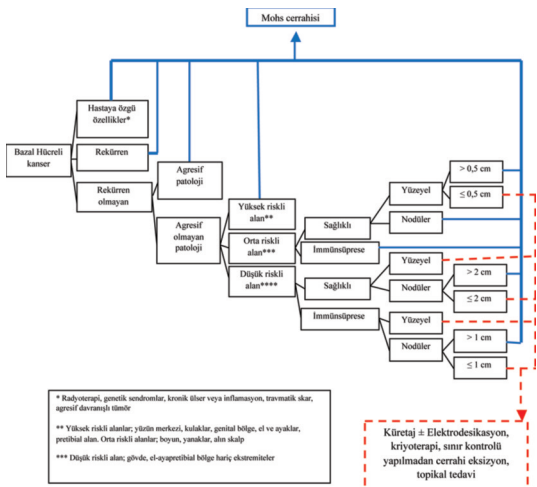 Mohs cerrahisi
Hastaya özgü
özellikler*
Bazal Hücreli
kanser
Rekürren
Rekürren
olmayan
Agresif
patoloji
Agresif
olmayan
patoloji
Yüksek riskli
alan**
Orta riskli
alan***
Düşük riskli
alan****
Sağlıklı
İmmünsüprese
Sağlıklı
İmmünsüprese
Yüzeyel
Nodüler
Yüzeyel
Nodüler
Yüzeyel
Nodüler
> 0,5 cm
≤ 0,5 cm
> 2 cm
≤ 2 cm
> 1 cm
≤ 1 cm
* Radyoterapi, genetik sendromlar, kronik ülser veya inflamasyon, travmatik skar,
agresif davranışlı tümör
** Yüksek riskli alanlar; yüzün merkezi, kulaklar, genital bölge, el ve ayaklar,
pretibial alan. Orta riskli alanlar; boyun, yanaklar, alın skalp
*** Düşük riskli alan; gövde, el-ayapretibial bölge hariç ekstremiteler
Küretaj ± Elektrodesikasyon,
kriyoterapi, sınır kontrolü
yapılmadan cerrahi eksizyon,
topikal tedavi